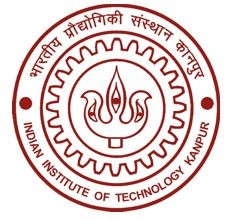 भारतीय प्रौद्योगिकी संस्थान कानपुर
INDIAN INSTITUTE OF TECHNOLOGY KANPUR